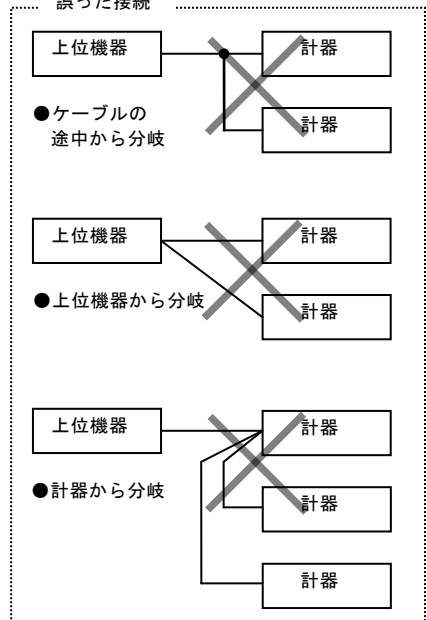 誤った接続
上位機器
計器
●ケーブルの
途中から分岐
計器
上位機器
計器
●上位機器から分岐
計器
上位機器
計器
●計器から分岐
計器
計器